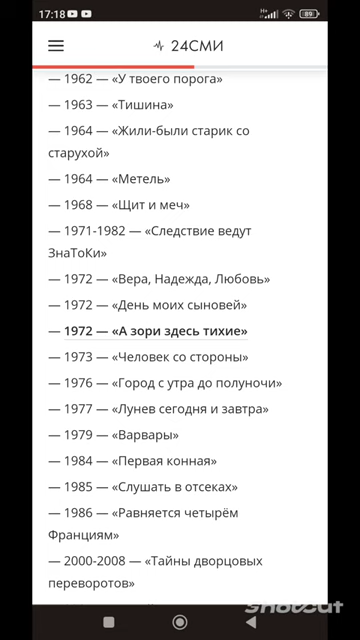 17:18
89
24СМИ
— 1962 — «У твоего порога»
— 1963 — «Тишина»
— 1964 — «Жили-были старик со
старухой»
— 1964 — «Метель»
— 1968 — «Щит и меч»
— 1971-1982 — «Следствие ведут
ЗнаТоКи»
— 1972 — «Вера, Надежда, Любовь»
— 1972 — «День моих сыновей»
— 1972 — «А зори здесь тихие»
— 1973 — «Человек со стороны»
— 1976 — «Город с утра до полуночи»
— 1977 — «Лунев сегодня и завтра»
— 1979 — «Варвары»
— 1984 — «Первая конная»
— 1985 — «Слушать в отсеках»
— 1986 — «Равняется четырём
Франциям»
— 2000-2008 — «Тайны дворцовых
переворотов»
Shotcut